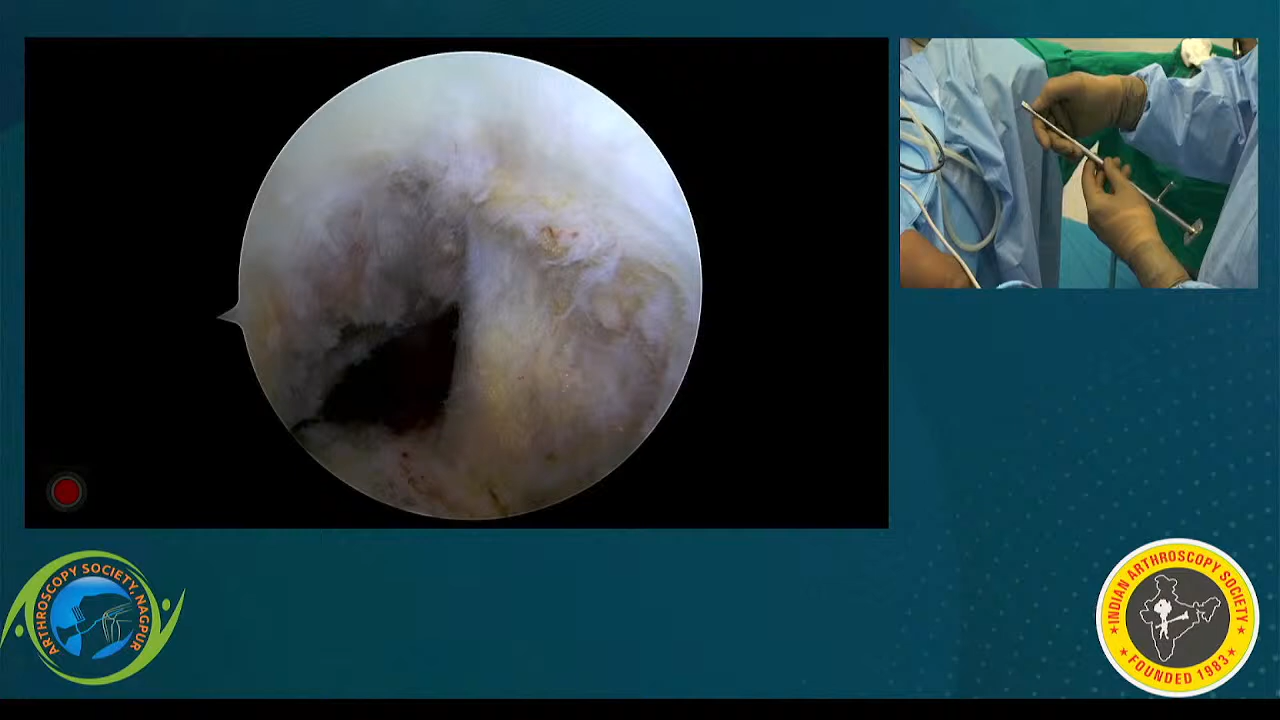 ARTHROSCOPY SOCIETY, NAGPUR
INDIAN ARTHROSCOPY SOCIETY
FOUNDED 1983